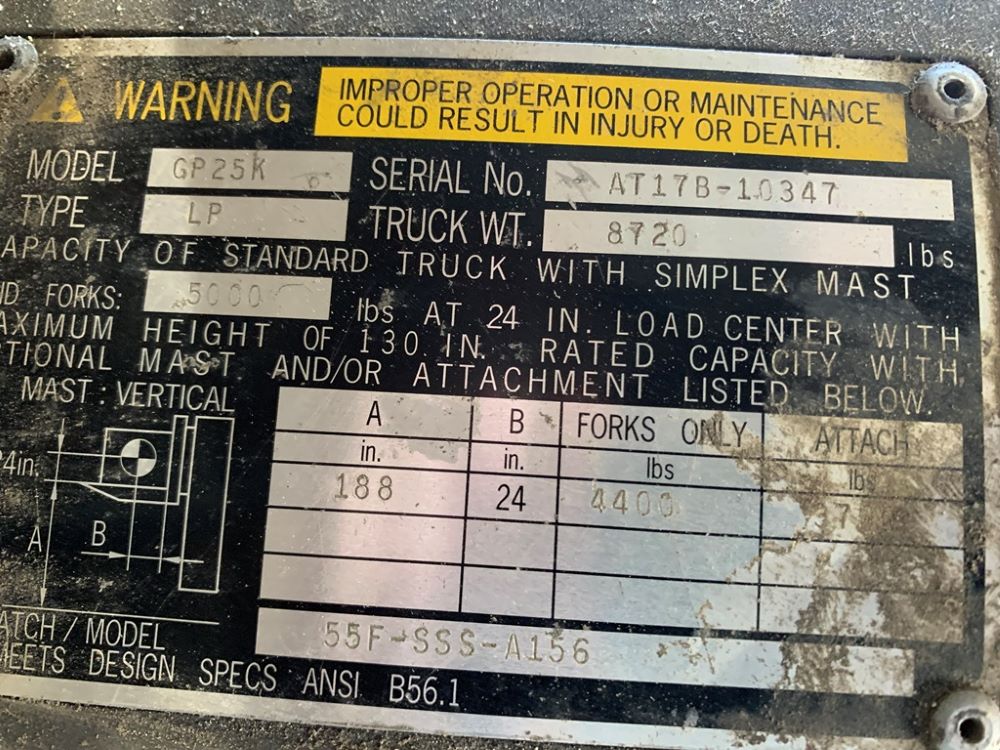 WARNING
IMPROPER OPERATION OR MAINTENANCE
COULD RESULT IN INJURY OR DEATH.
MODEL GP25K SERIAL No. AT17B-10347
TYPE LP TRUCK WT. 8720 lbs
APACITY OF STANDARD TRUCK WITH SIMPLEX MAST
ND FORKS: 5000 lbs AT 24 IN. LOAD CENTER WITH
AXIMUM HEIGHT OF 130 IN. RATED CAPACITY WITH
TIONAL MAST AND/OR ATTACHMENT LISTED BELOW.
MAST : VERTICAL
A B FORKS ONLY ATTACH
in. in. lbs lbs
188 24 4400
24in.
A B
ATCH / MODEL 55F-SSS-A156
MEETS DESIGN SPECS ANSI B56.1